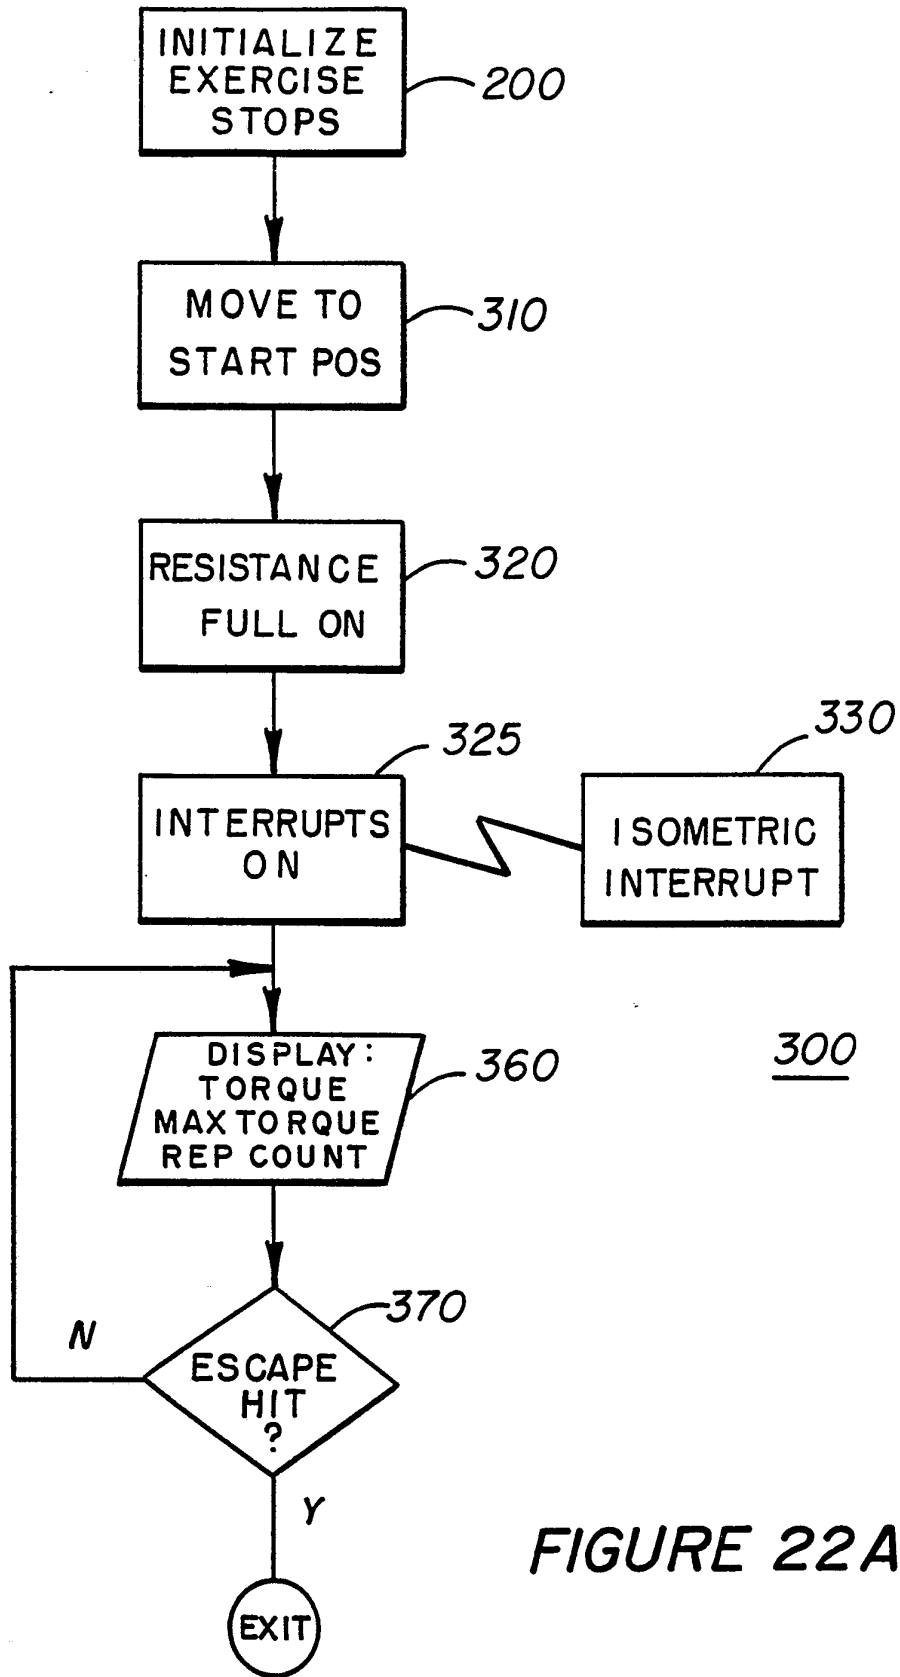 INITIALIZE
EXERCISE
STOPS
200
MOVE TO
START POS
310
RESISTANCE
FULL ON
320
325
330
INTERRUPTS
ON
ISOMETRIC
INTERRUPT
300
DISPLAY:
TORQUE
MAX TORQUE
REP COUNT
360
370
N
ESCAPE
HIT
?
Y
EXIT
FIGURE 22A